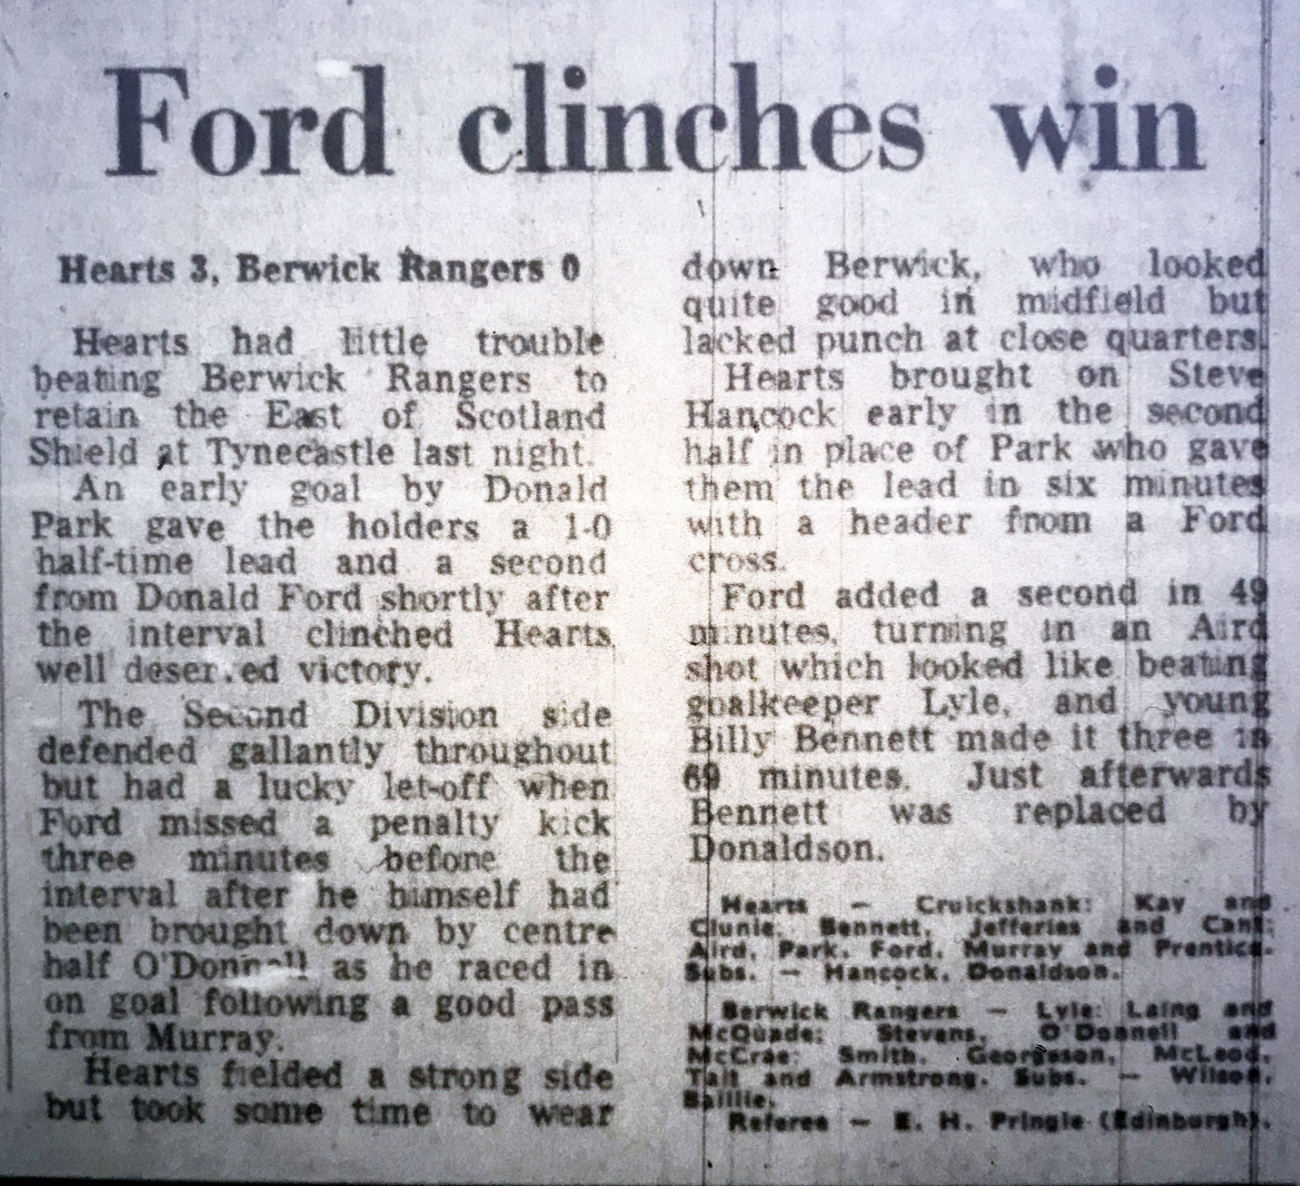 Ford clinches win
Hearts 3, Berwick Rangers 0
Hearts had little trouble
beating Berwick Rangers to
retain the East of Scotland
Shield at Tynecastle last night.
An early goal by Donald
Park gave the holders a 1-0
half-time lead and a second
from Donald Ford shortly after
the interval clinched Hearts
well deserved victory.
The Second Division side
defended gallantly throughout
but had a lucky let-off when
Ford missed a penalty kick
three minutes before the
interval after he himself had
been brought down by centre
half O'Donnell as he raced in
on goal following a good pass
from Murray.
Hearts fielded a strong side
but took some time to wear
down Berwick, who looked
quite good in midfield but
lacked punch at close quarters.
Hearts brought on Steve
Hancock early in the second
half in place of Park who gave
them the lead in six minutes
with a header from a Ford
cross.
Ford added a second in 49
minutes, turning in an Aird
shot which looked like beating
goalkeeper Lyle, and young
Billy Bennett made it three in
69 minutes. Just afterwards
Bennett was replaced by
Donaldson.
Hearts — Cruickshank: Kay and
Clunie. Bennett, Jefferies and Cant:
Aird, Park, Ford, Murray and Prentice.
Subs. — Hancock, Donaldson.
Berwick Rangers — Lyle: Laing and
McQuade: Stevens, O'Donnell and
McCrae: Smith, Georgeson, McLeod,
Tait and Armstrong. Subs. — Wilson,
Baillie.
Referee — E. H. Pringle (Edinburgh).